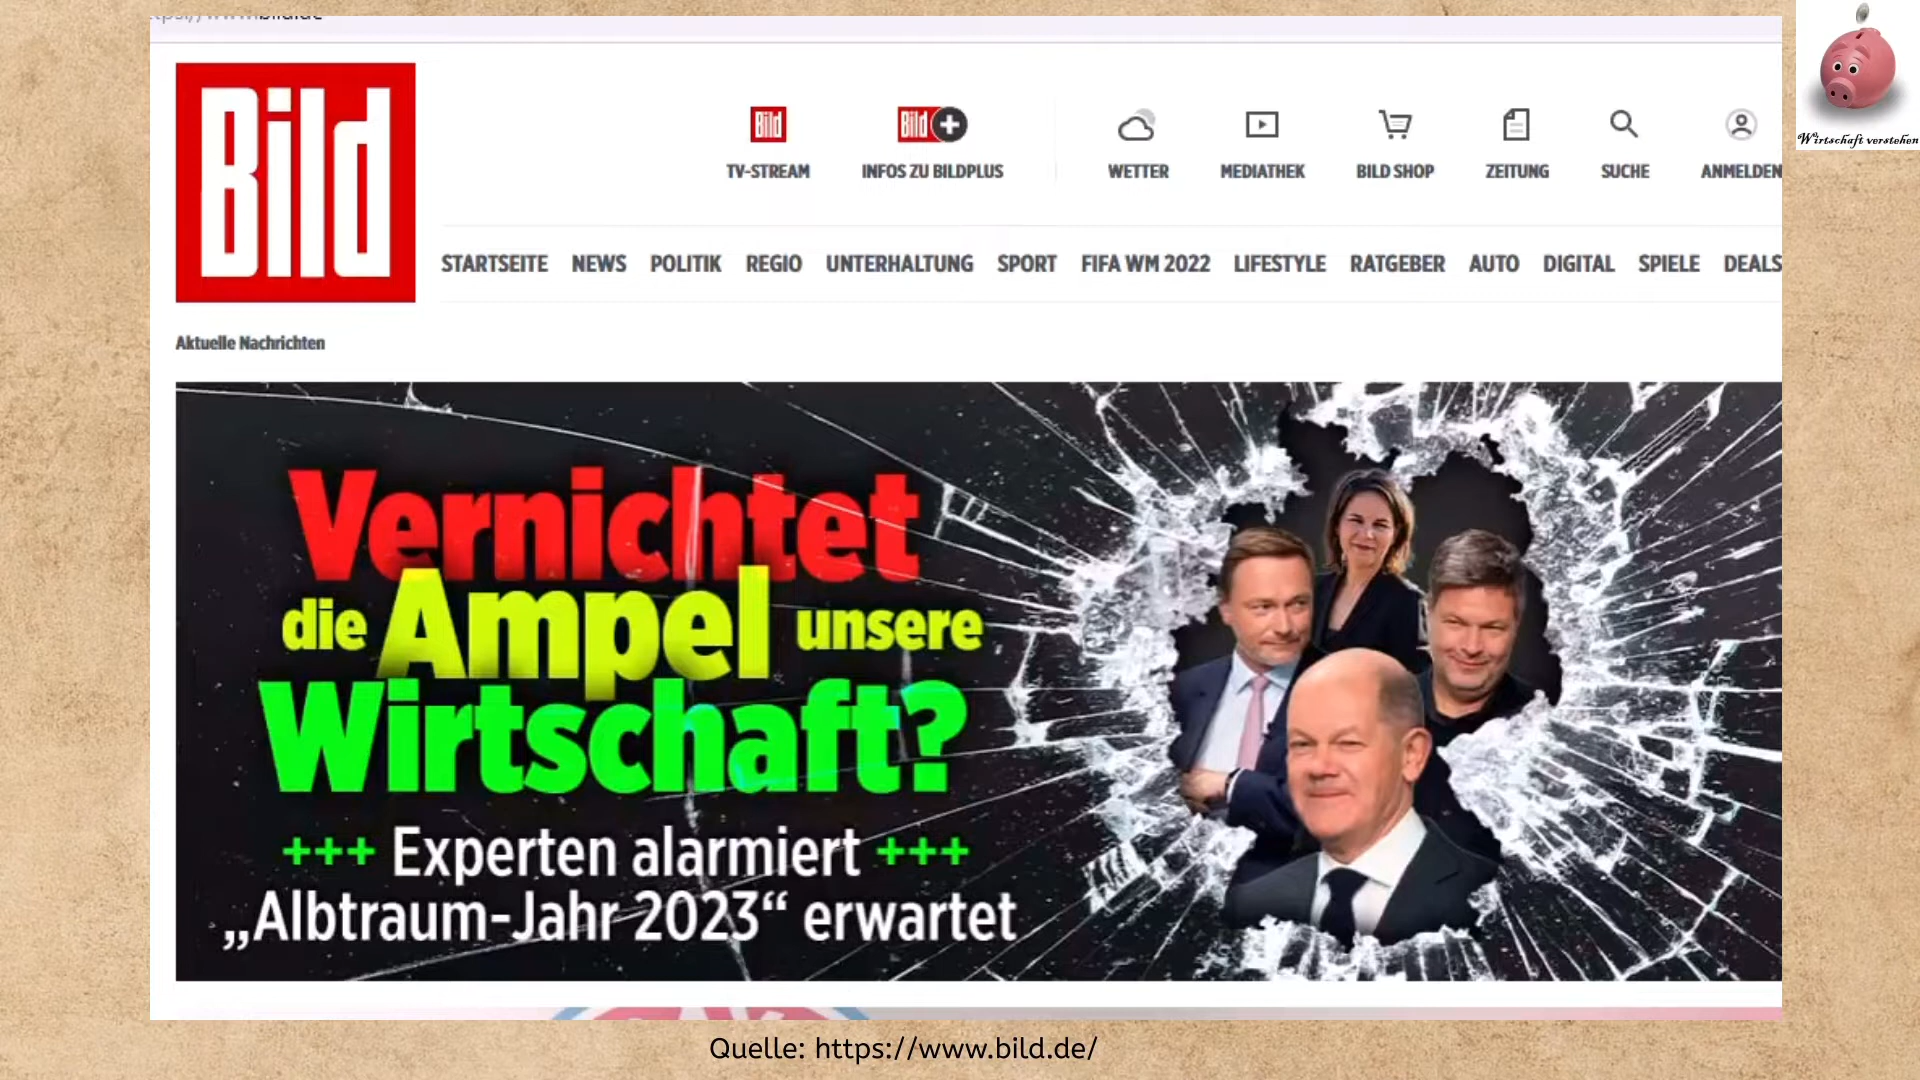 Bild
Bild
Bild
TV-STREAM
INFOS ZU BILDPLUS
WETTER
MEDIATHEK
BILD SHOP
ZEITUNG
SUCHE
ANMELDEN
Wirtschaft verstehen
STARTSEITE NEWS POLITIK REGIO UNTERHALTUNG SPORT FIFA WM 2022 LIFESTYLE RATGEBER AUTO DIGITAL SPIELE DEALS
Aktuelle Nachrichten
Vernichtet
die Ampel unsere
Wirtschaft?
+++ Experten alarmiert +++
„Albtraum-Jahr 2023“ erwartet
Quelle: https://www.bild.de/